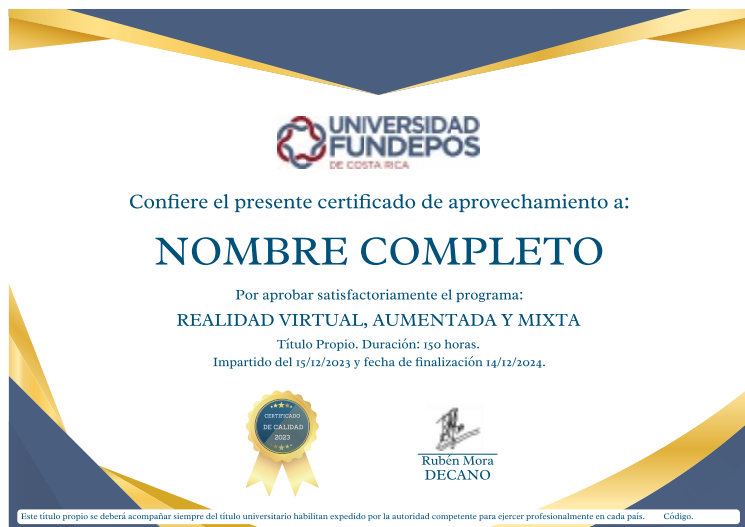 UNIVERSIDAD
FUNDEPOS
DE COSTA RICA
Confiere el presente certificado de aprovechamiento a:
NOMBRE COMPLETO
Por aprobar satisfactoriamente el programa:
REALIDAD VIRTUAL, AUMENTADA Y MIXTA
Título Propio. Duración: 150 horas.
Impartido del 15/12/2023 y fecha de finalización 14/12/2024.
CERTIFICADO
DE CALIDAD
2023
Rubén Mora
DECANO
Este título propio se deberá acompañar siempre del título universitario habilitan expedido por la autoridad competente para ejercer profesionalmente en cada país. Código.